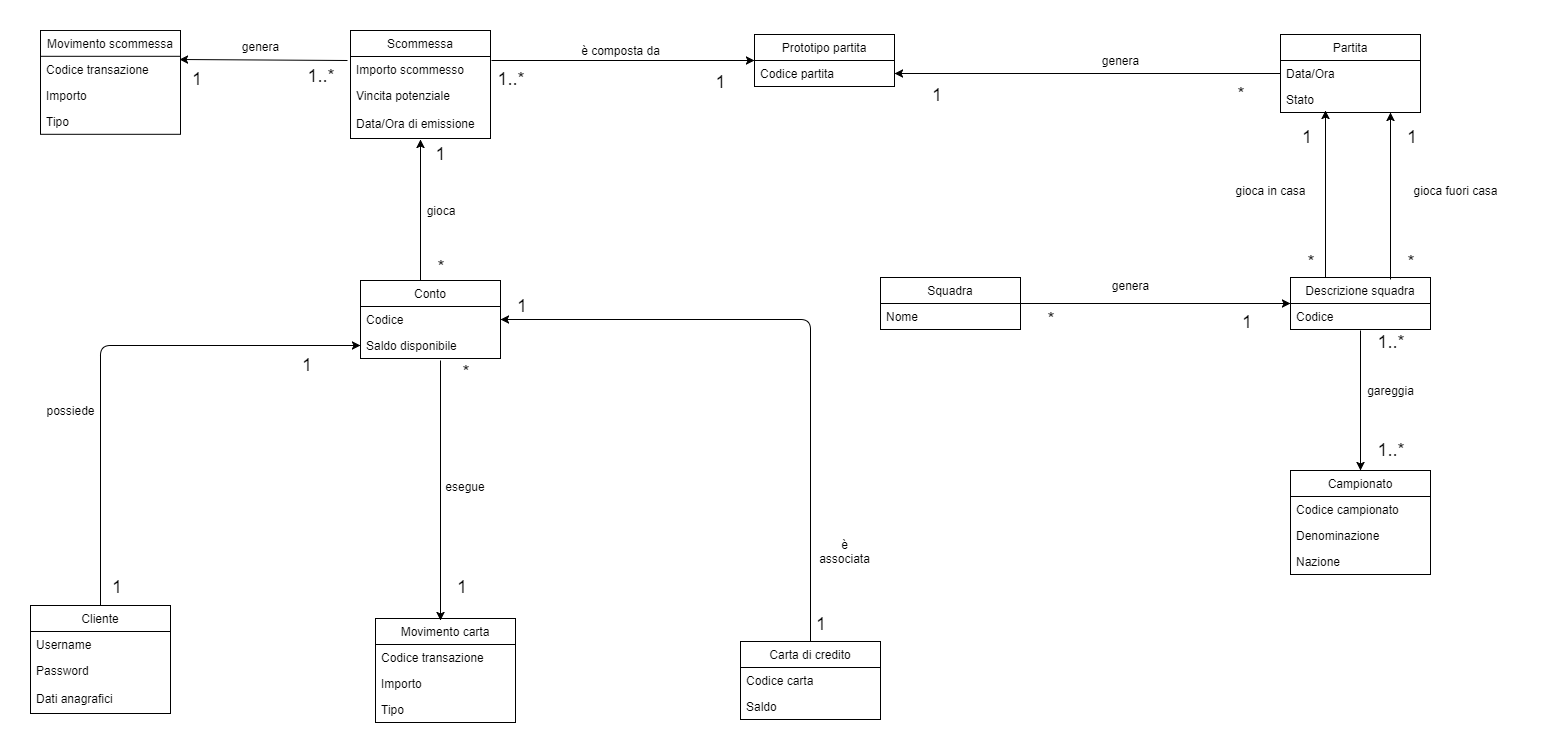 Movimento scommessa
Codice transazione
Importo
Tipo
genera
1
1..*
Scommessa
Importo scommesso
Vincita potenziale
Data/Ora di emissione
è composta da
1..*
1
Prototipo partita
Codice partita
genera
1
*
Partita
Data/Ora
Stato
1
gioca
*
1
1
gioca in casa
gioca fuori casa
*
*
Conto
Codice
Saldo disponibile
1
1
*
Squadra
Nome
genera
*
1
Descrizione squadra
Codice
1..*
gareggia
1..*
Campionato
Codice campionato
Denominazione
Nazione
possiede
1
esegue
1
è
associata
1
Cliente
Username
Password
Dati anagrafici
Movimento carta
Codice transazione
Importo
Tipo
Carta di credito
Codice carta
Saldo